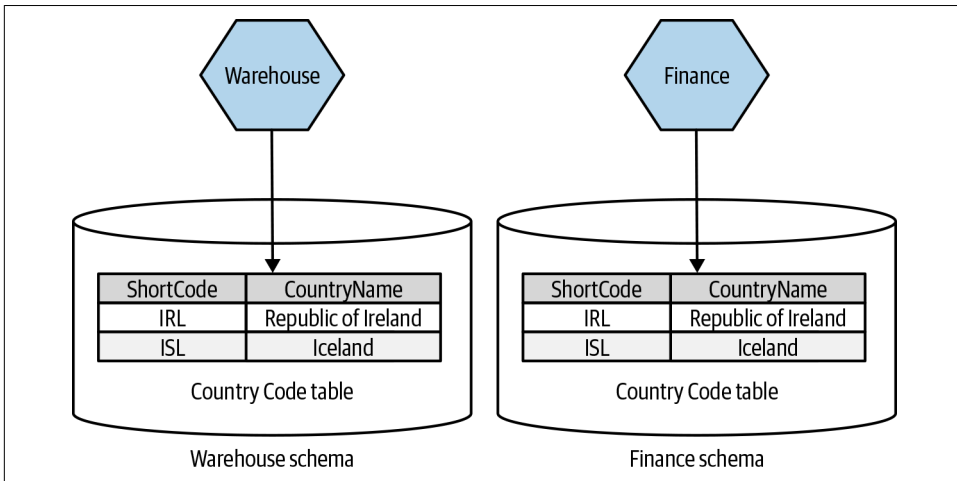 Warehouse
Finance
ShortCode CountryName
IRL Republic of Ireland
ISL Iceland
Country Code table
Warehouse schema
ShortCode CountryName
IRL Republic of Ireland
ISL Iceland
Country Code table
Finance schema